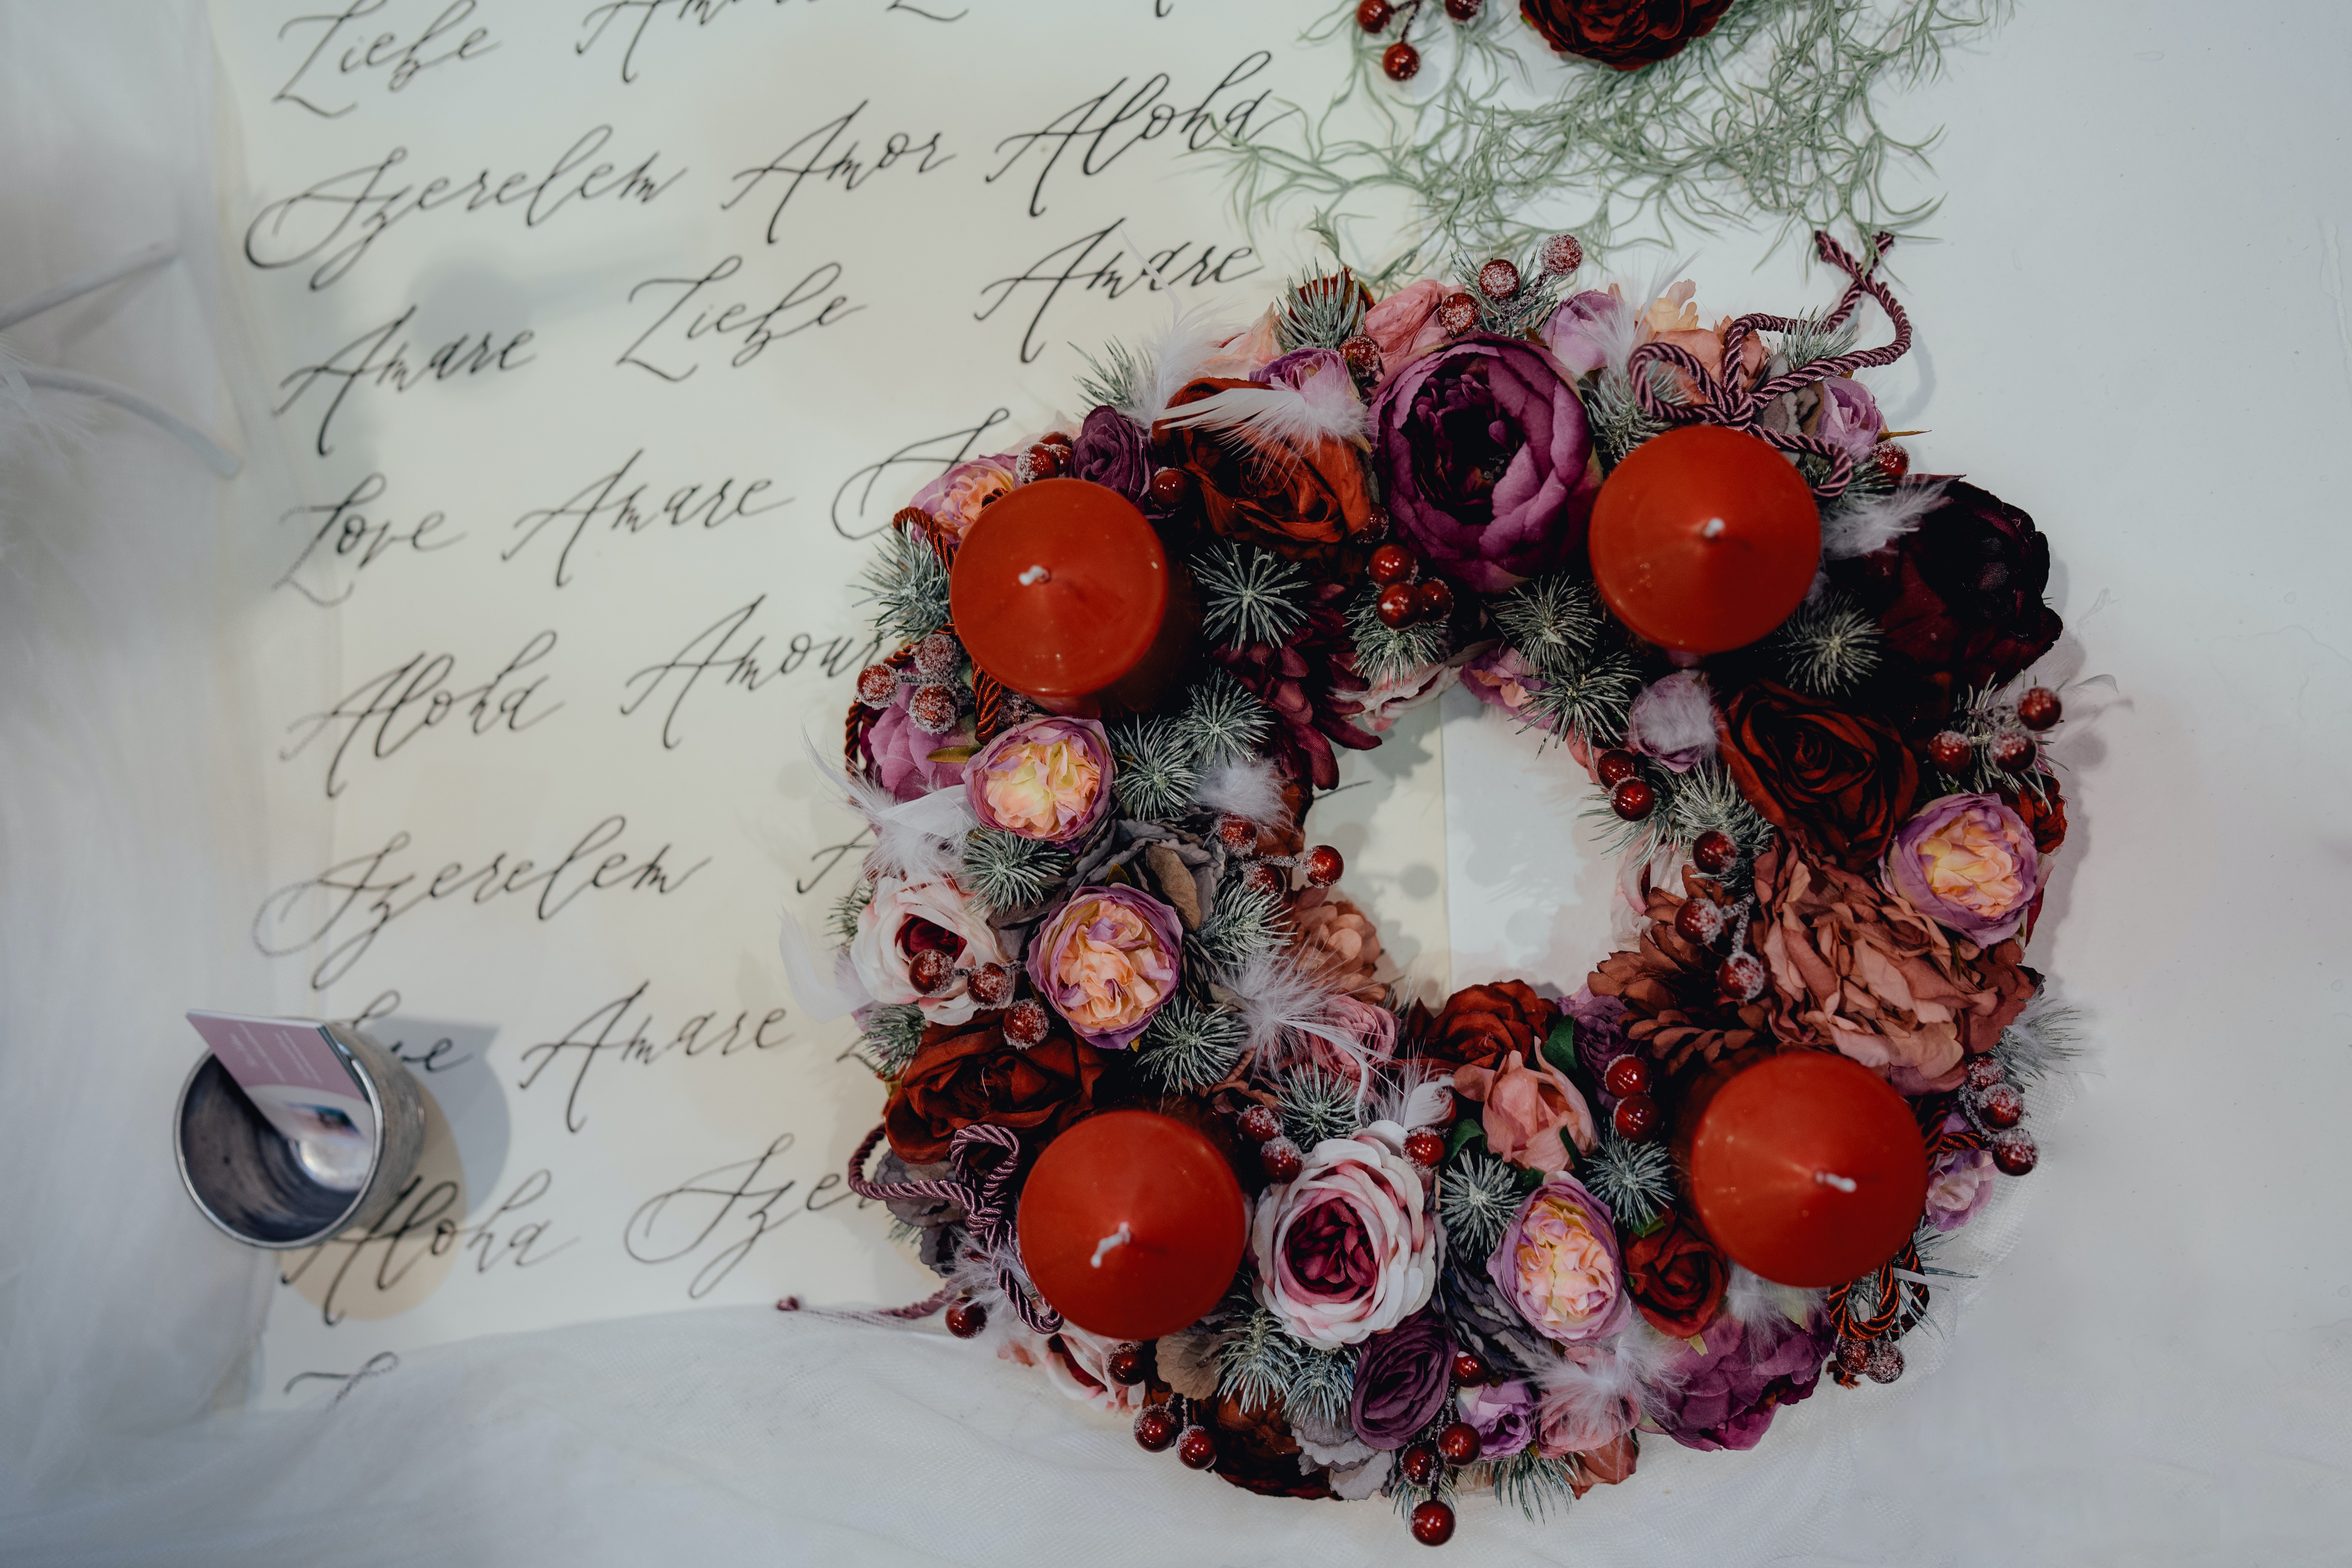 Liebe
Szerelem Amor Aloha
Amare Liebe Amare
Love Amare
Aloha Amour
Szerelem
Amare
Aloha